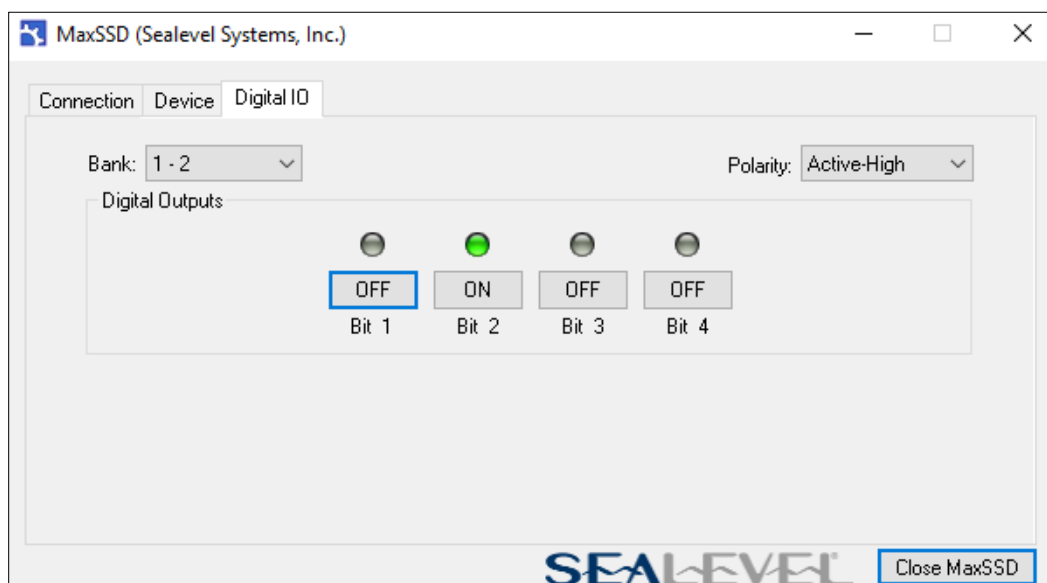 MaxSSD (Sealevel Systems, Inc.)
Connection Device Digital IO
Bank: 1 - 2 Polarity: Active-High
Digital Outputs
OFF ON OFF OFF
Bit 1 Bit 2 Bit 3 Bit 4
SEALEVEL Close MaxSSD